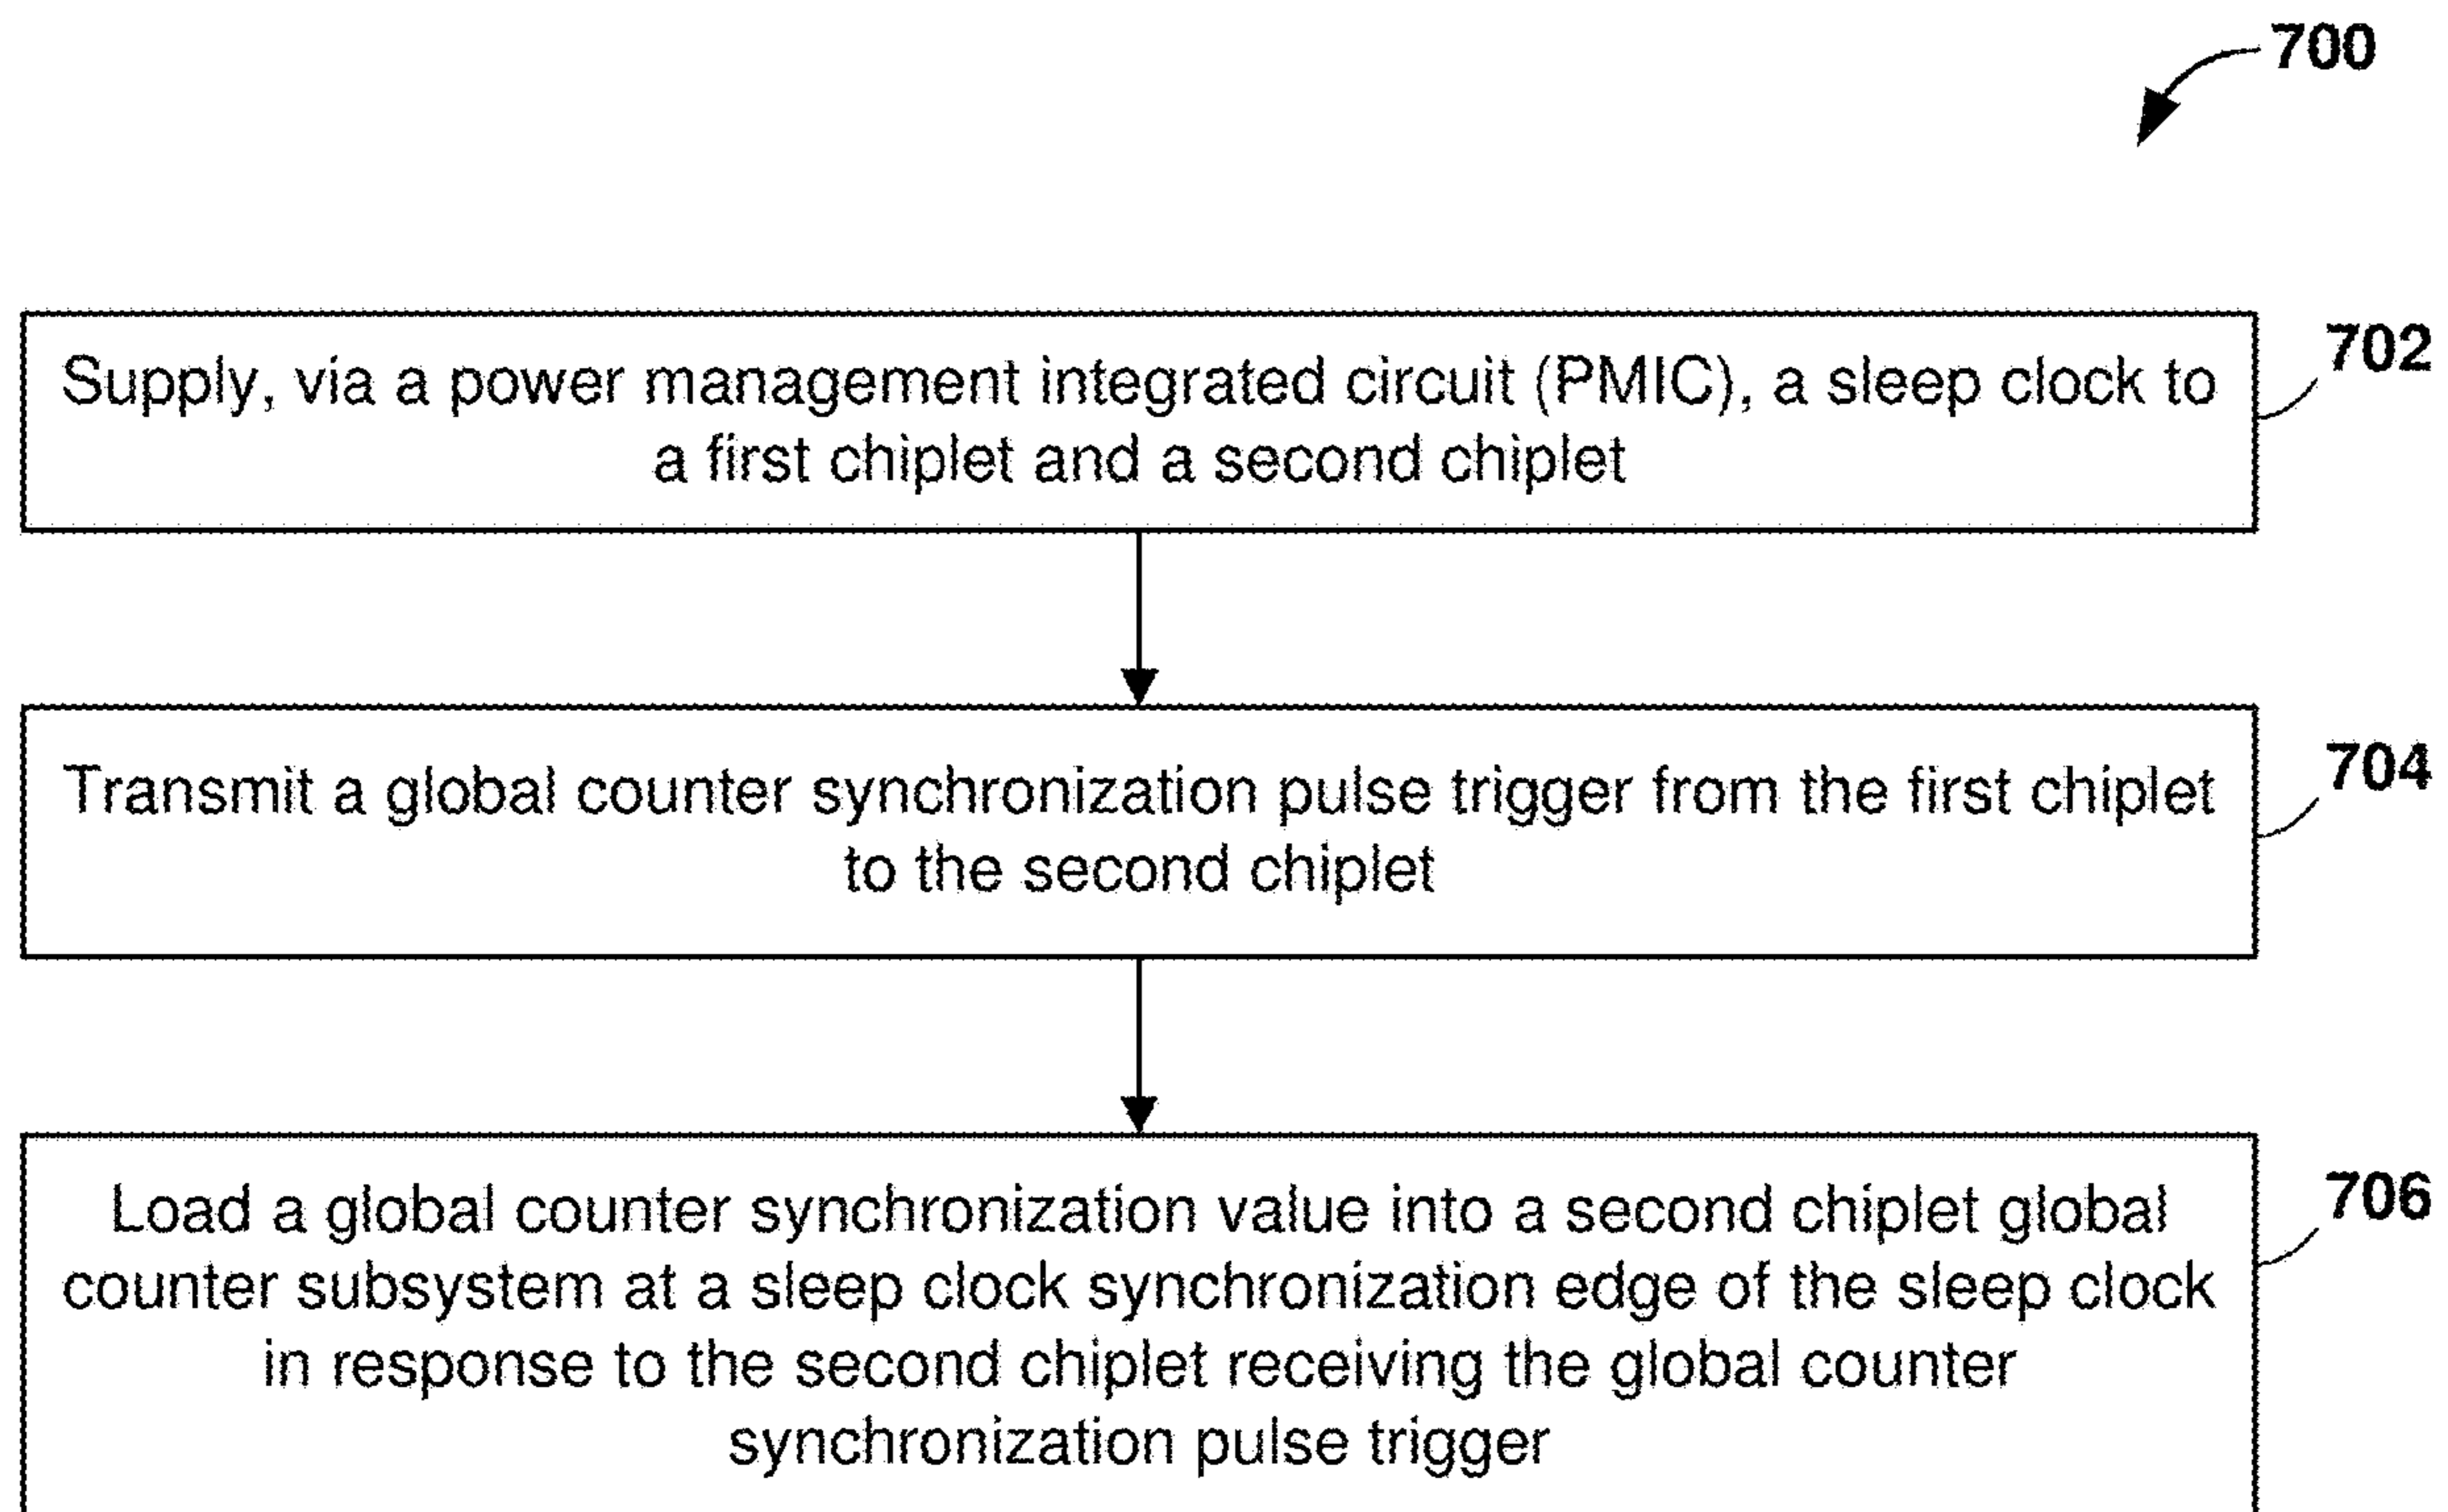 700
702
Supply, via a power management integrated circuit (PMIC), a sleep clock to
a first chiplet and a second chiplet
704
Transmit a global counter synchronization pulse trigger from the first chiplet
to the second chiplet
706
Load a global counter synchronization value into a second chiplet global
counter subsystem at a sleep clock synchronization edge of the sleep clock
in response to the second chiplet receiving the global counter
synchronization pulse trigger